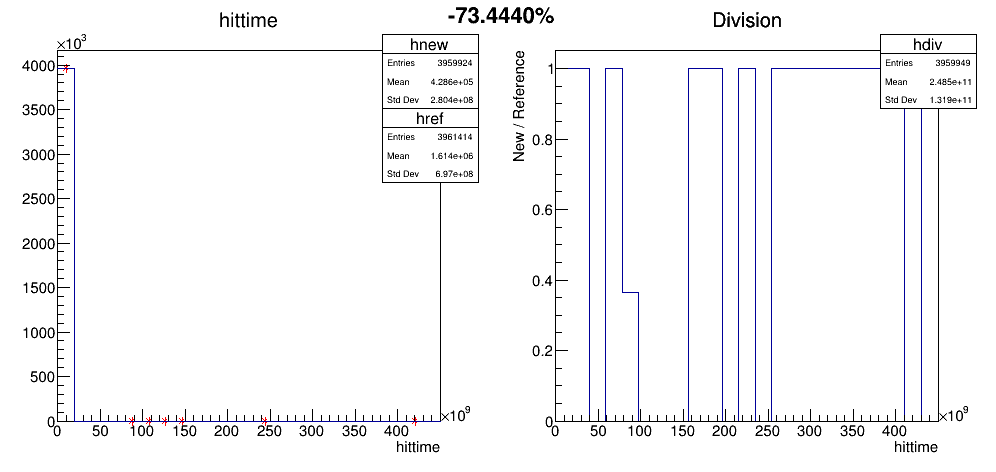 -73.4440%
hittime
×10³
4000
3500
3000
2500
2000
1500
1000
500
0
0 50 100 150 200 250 300 350 400
×10⁹
hittime
hnew
Entries 3959924
Mean 4.286e+05
Std Dev 2.804e+08
href
Entries 3961414
Mean 1.614e+06
Std Dev 6.97e+08
Division
New / Reference
1
0.8
0.6
0.4
0.2
0
0 50 100 150 200 250 300 350 400
×10⁹
hittime
hdiv
Entries 3959949
Mean 2.485e+11
Std Dev 1.319e+11